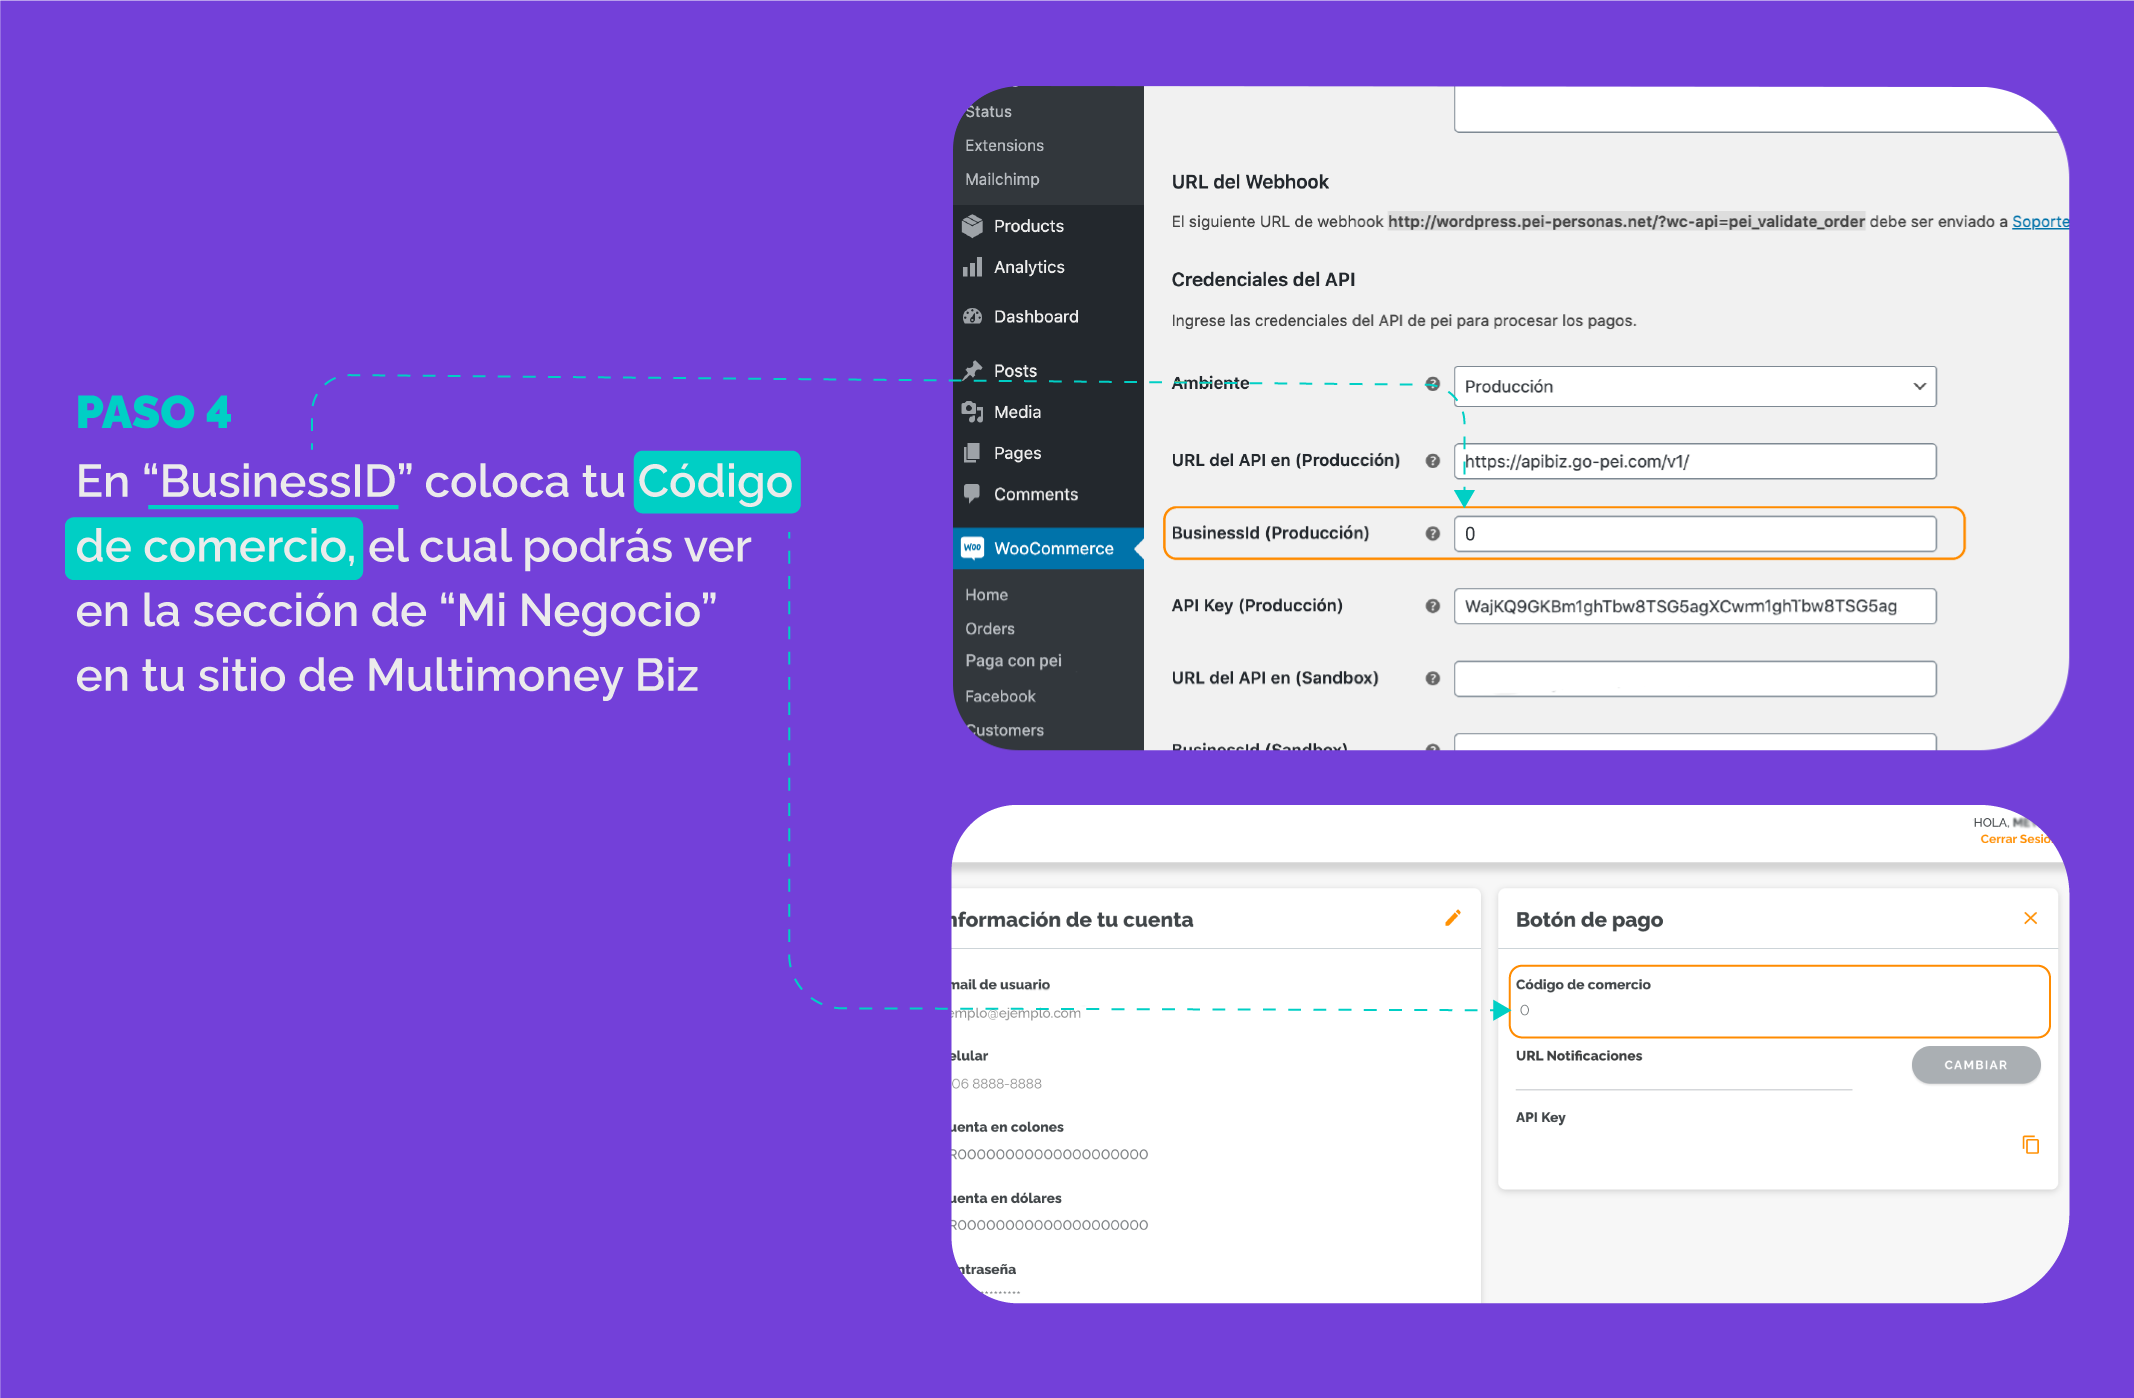 PASO 4
En “BusinessID” coloca tu Código
de comercio, el cual podrás ver
en la sección de “Mi Negocio”
en tu sitio de Multimoney Biz
Status
Extensions
Mailchimp
Products
Analytics
Dashboard
Posts
Media
Pages
Comments
WOO WooCommerce
Home
Orders
Paga con pei
Facebook
Customers
URL del Webhook
El siguiente URL de webhook http://wordpress.pei-personas.net/?wc-api=pei_validate_order debe ser enviado a Soporte
Credenciales del API
Ingrese las credenciales del API de pei para procesar los pagos.
Ambiente ? Producción
URL del API en (Producción) ? https://apibiz.go-pei.com/v1/
BusinessId (Producción) ? 0
API Key (Producción) ? WajKQ9GKBm1ghTbw8TSG5agXCwrm1ghTbw8TSG5ag
URL del API en (Sandbox) ?
BusinessId (Sandbox) ?
HOLA,
Cerrar Sesio
nformación de tu cuenta
mail de usuario
emplo@ejemplo.com
elular
06 8888-8888
uenta en colones
R00000000000000000000
uenta en dólares
R00000000000000000000
ntraseña
Botón de pago
Código de comercio
0
URL Notificaciones
CAMBIAR
API Key